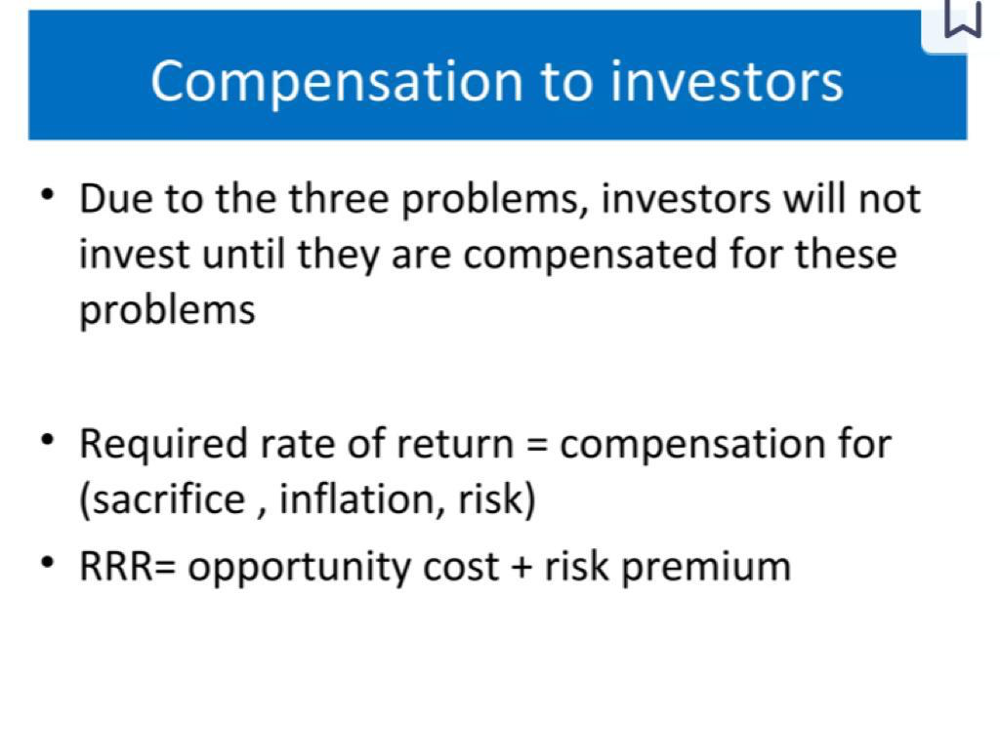 Compensation to investors
• Due to the three problems, investors will not
invest until they are compensated for these
problems
• Required rate of return = compensation for
(sacrifice , inflation, risk)
• RRR= opportunity cost + risk premium